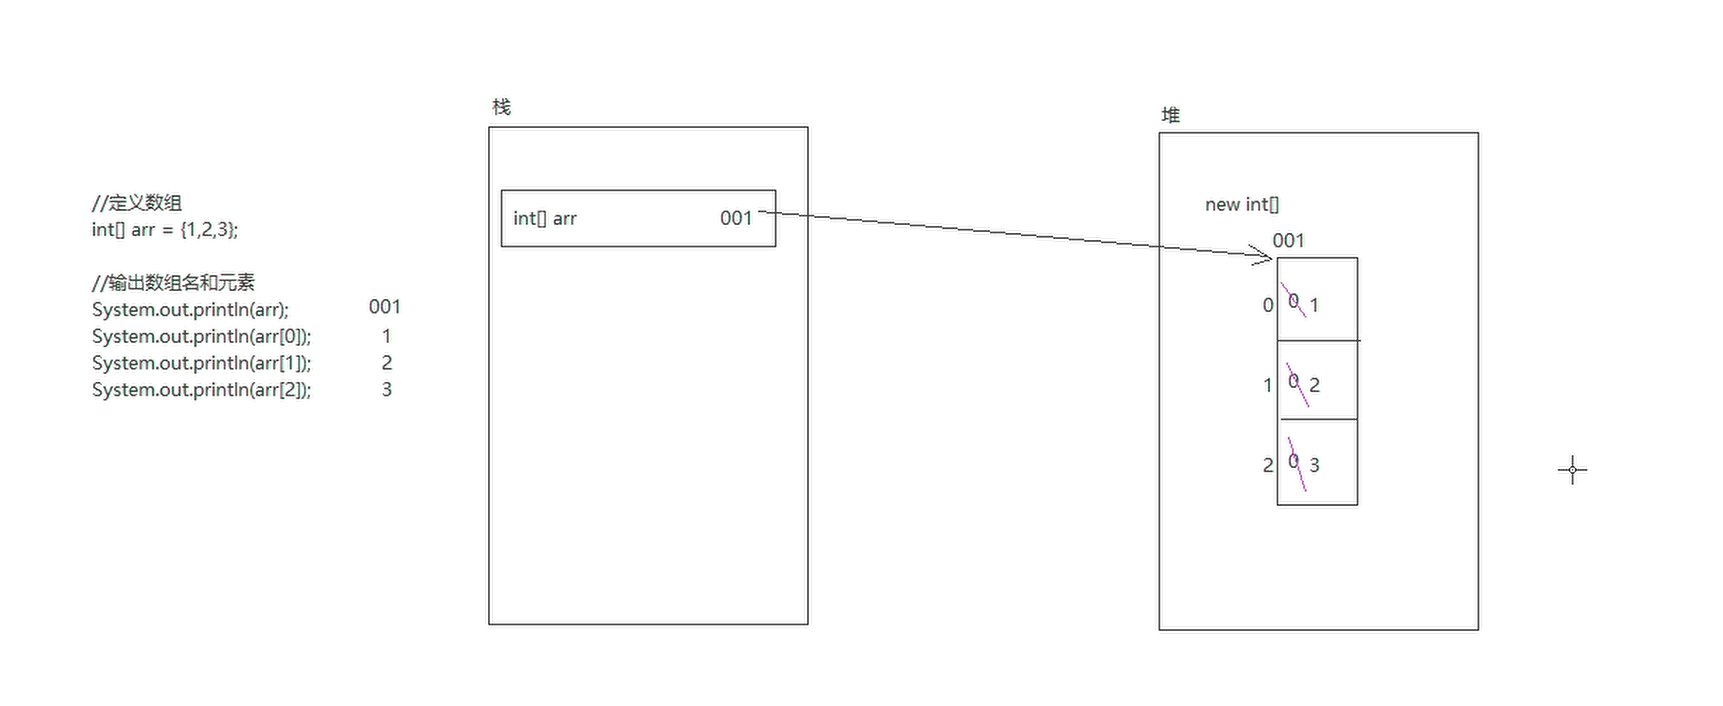 //定义数组
int[] arr = {1,2,3};
//输出数组名和元素
System.out.println(arr); 001
System.out.println(arr[0]); 1
System.out.println(arr[1]); 2
System.out.println(arr[2]); 3
栈
int[] arr 001
堆
new int[]
001
0 0 1
1 0 2
2 0 3